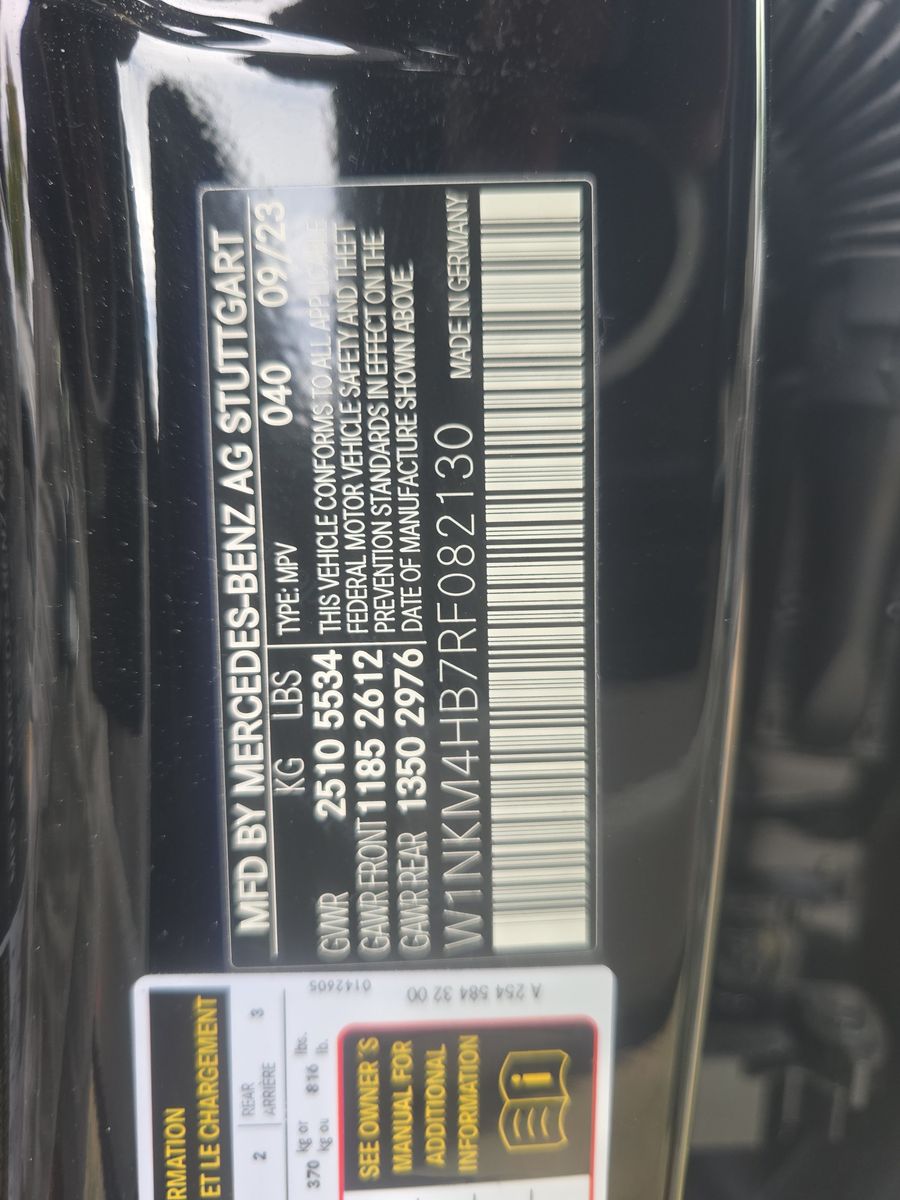 MFD BY MERCEDES-BENZ AG STUTTGART
KG LBS TYPE: MPV 040 09/23
GVWR 2510 5534 THIS VEHICLE CONFORMS TO ALL APPLICABLE
GAWR FRONT 1185 2612 FEDERAL MOTOR VEHICLE SAFETY AND THEFT
PREVENTION STANDARDS IN EFFECT ON THE
GAWR REAR 1350 2976 DATE OF MANUFACTURE SHOWN ABOVE.
W1NKM4HB7RF082130 MADE IN GERMANY
RMATION
ET LE CHARGEMENT
2 REAR 3
ARRIÈRE
370 kg or 816 lbs.
kg ou lb.
SEE OWNER'S
MANUAL FOR
ADDITIONAL
INFORMATION
A 254 584 32 00
0142605